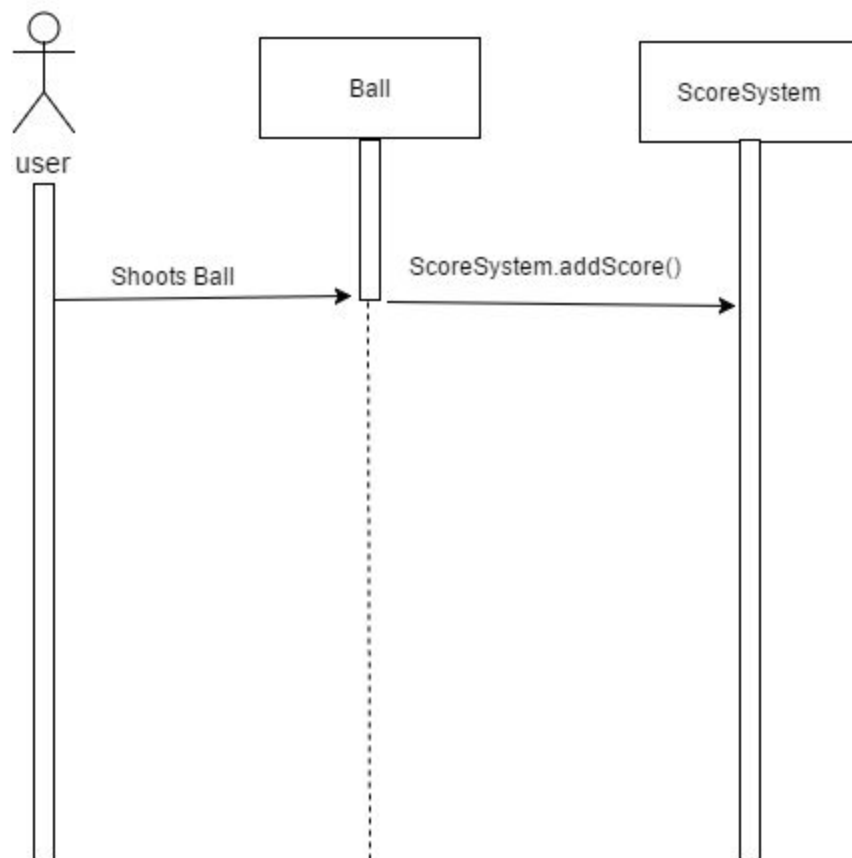 Ball
ScoreSystem
user
Shoots Ball
ScoreSystem.addScore()